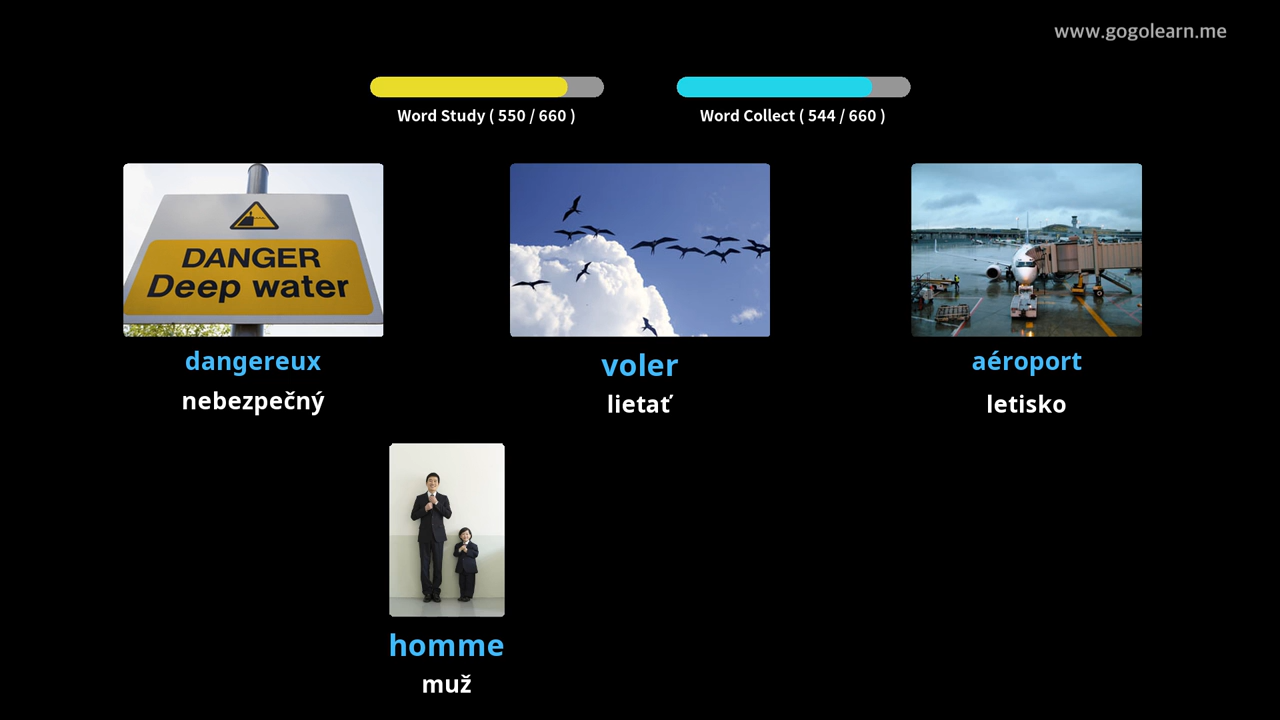 www.gogolearn.me
Word Study ( 550 / 660 )
Word Collect ( 544 / 660 )
DANGER
Deep water
dangereux
nebezpečný
voler
lietať
aéroport
letisko
homme
muž